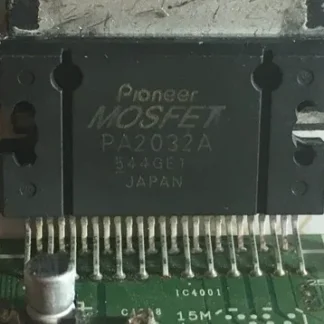 Pioneer
MOSFET
PA2032A
544GE1
JAPAN
IC4001
15M